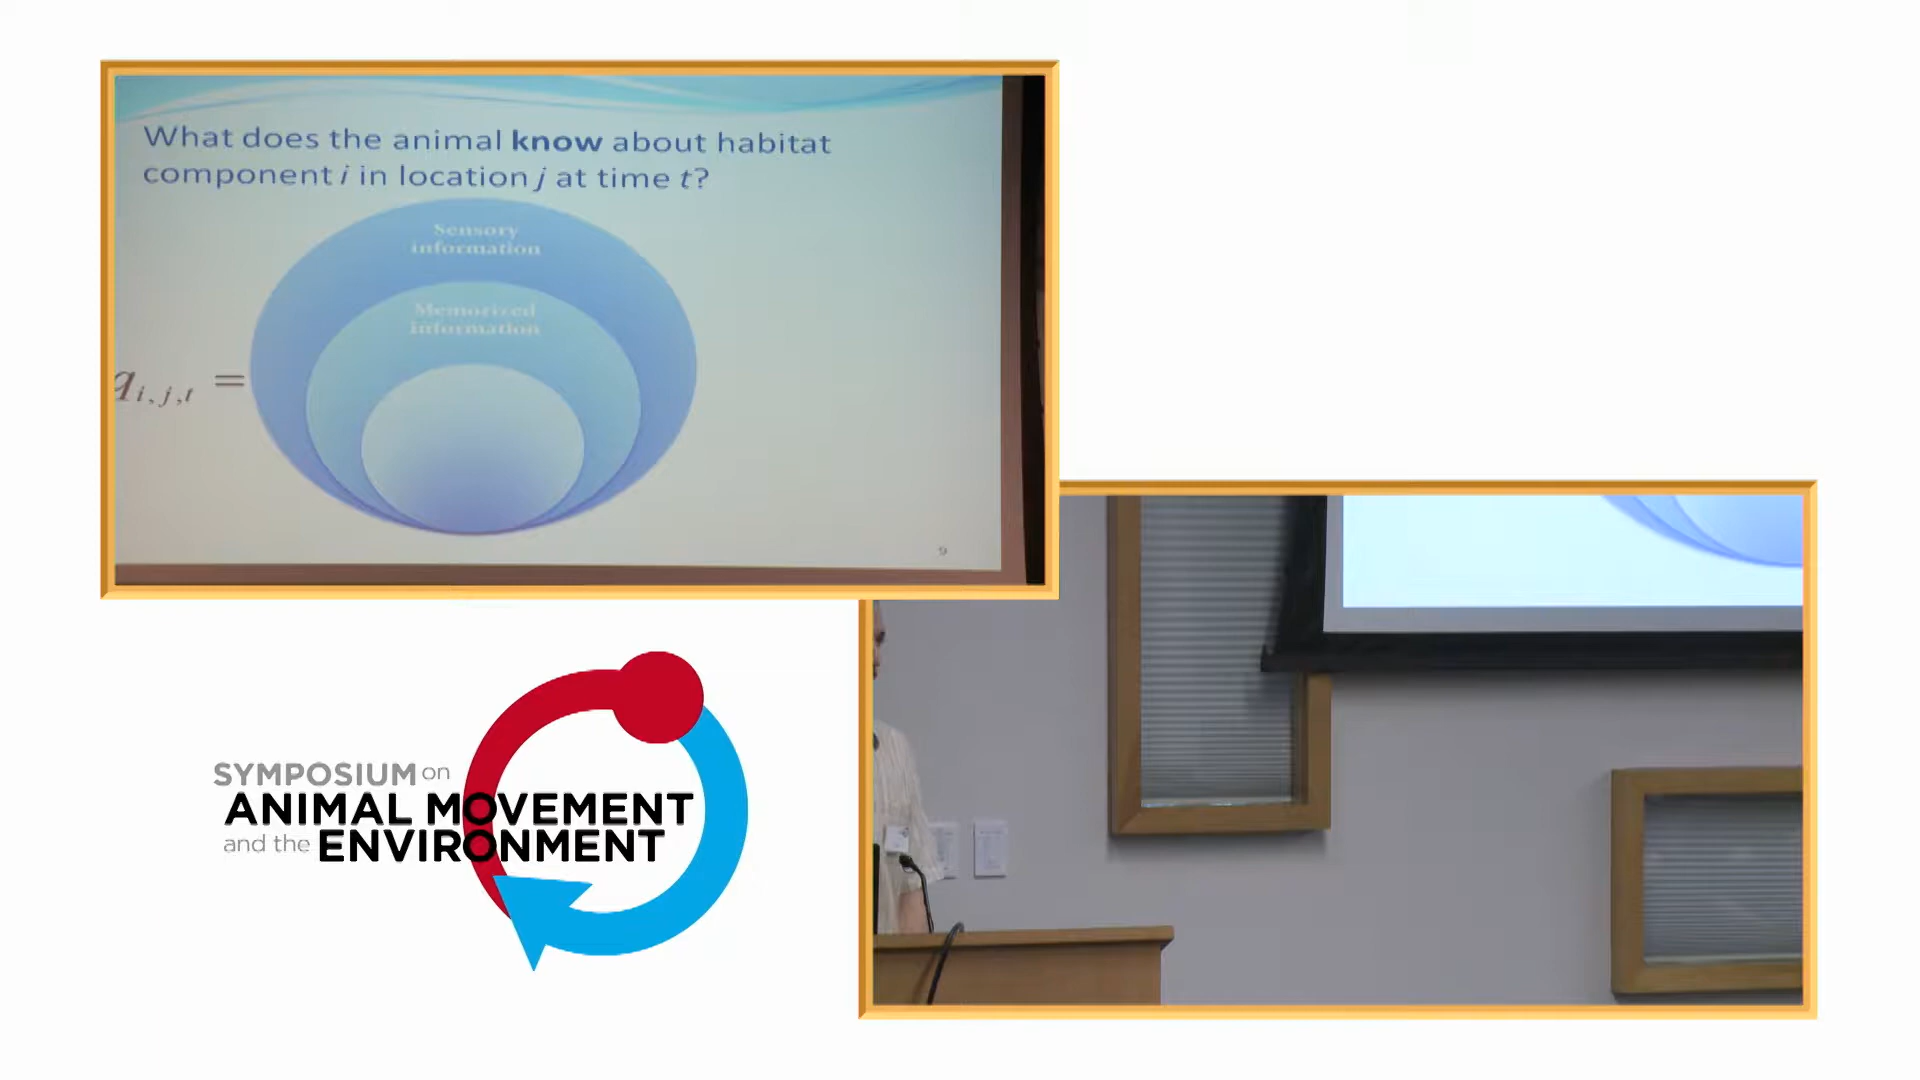 What does the animal know about habitat
component i in location j at time t?
Sensory
information
Memorized
information
q i, j, t =
9
SYMPOSIUM on
ANIMAL MOVEMENT
and the ENVIRONMENT